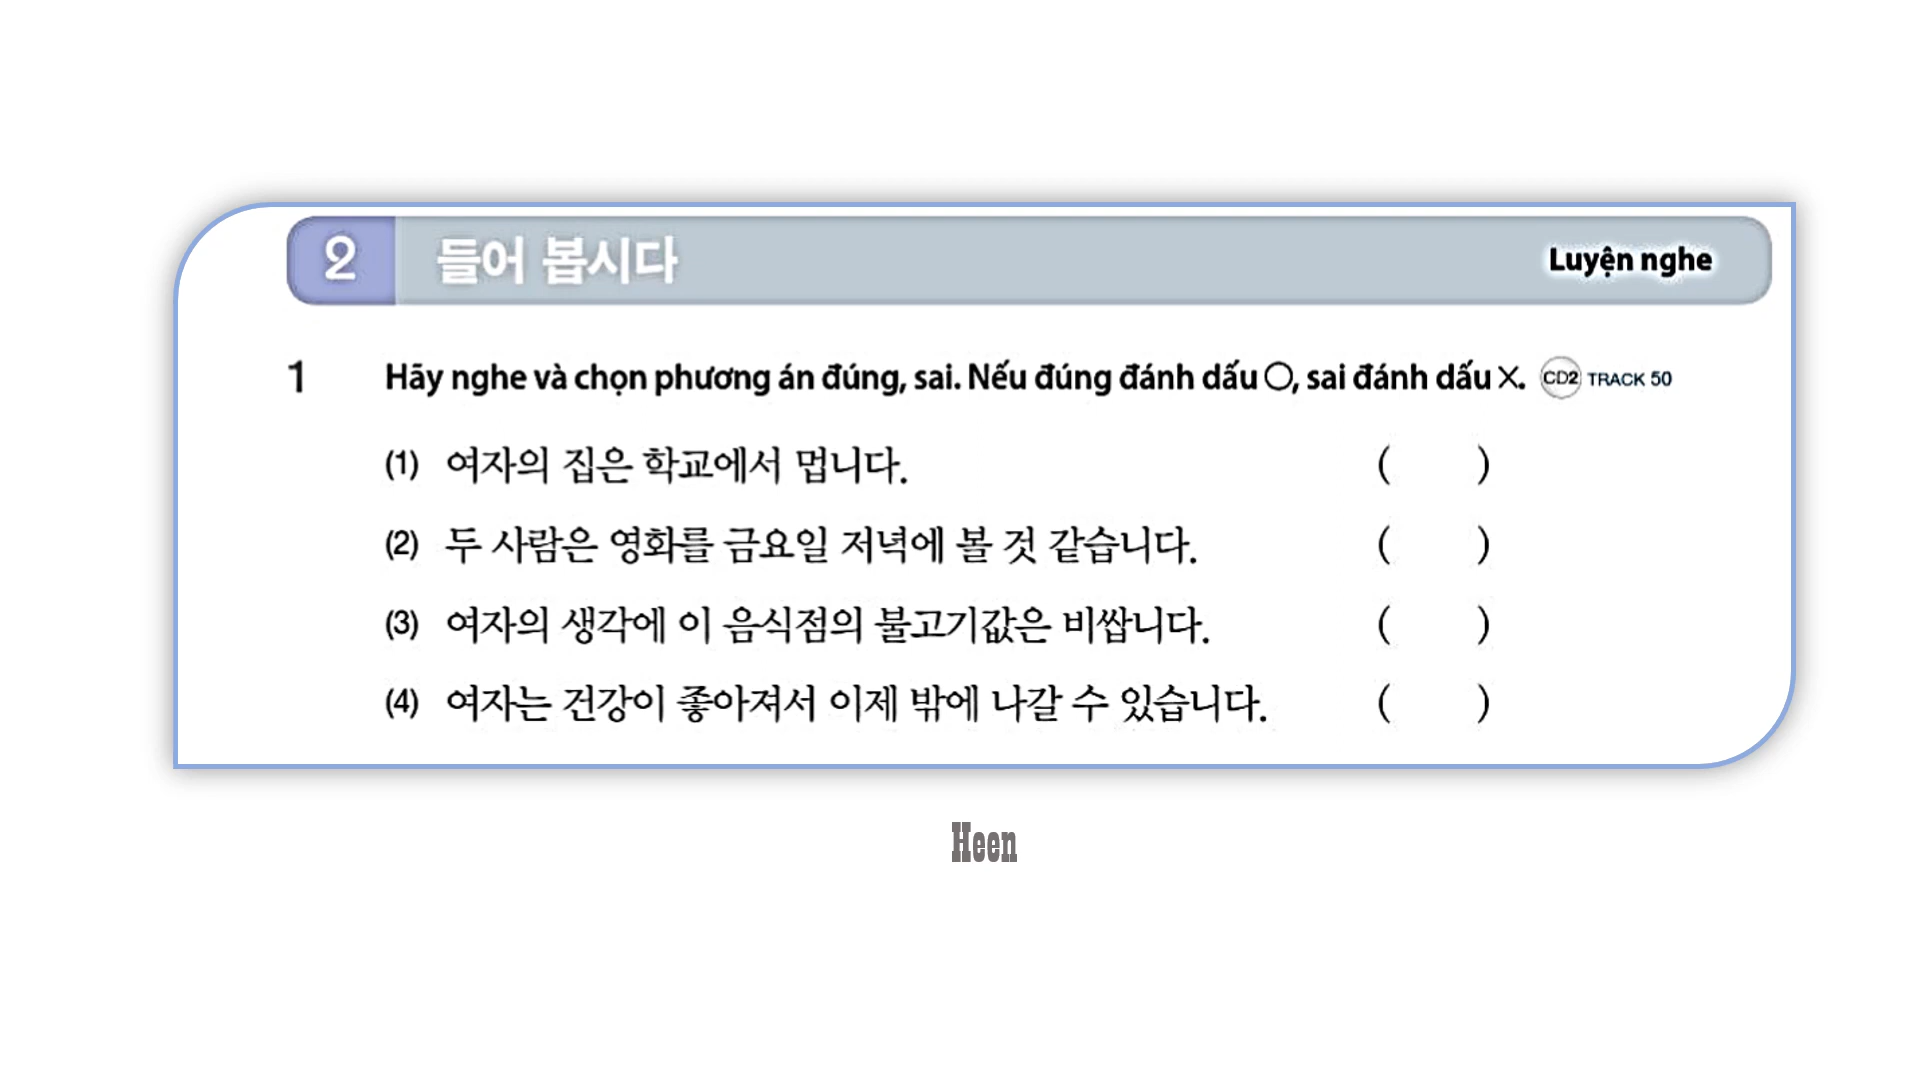 2 들어 봅시다 Luyện nghe
1 Hãy nghe và chọn phương án đúng, sai. Nếu đúng đánh dấu ○, sai đánh dấu ×. CD2 TRACK 50
(1) 여자의 집은 학교에서 멉니다. ( )
(2) 두 사람은 영화를 금요일 저녁에 볼 것 같습니다. ( )
(3) 여자의 생각에 이 음식점의 불고기값은 비쌉니다. ( )
(4) 여자는 건강이 좋아져서 이제 밖에 나갈 수 있습니다. ( )
Heen